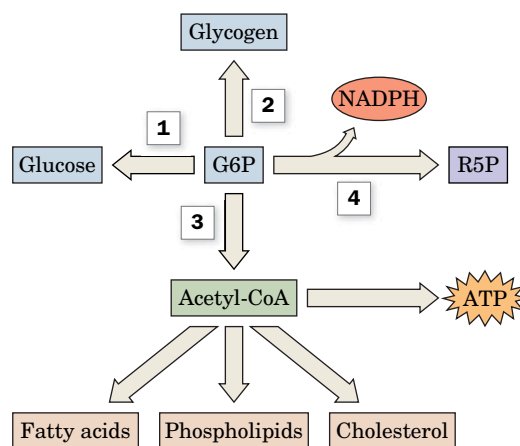 Glycogen
2
NADPH
1
Glucose
G6P
R5P
4
3
Acetyl-CoA
ATP
Fatty acids
Phospholipids
Cholesterol